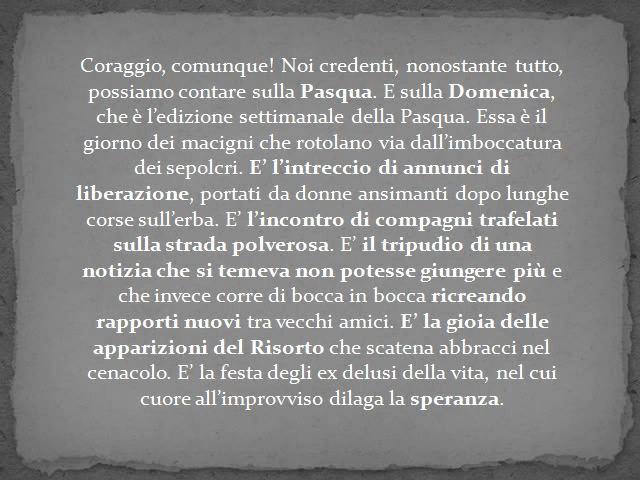 Coraggio, comunque! Noi credenti, nonostante tutto,
possiamo contare sulla Pasqua. E sulla Domenica,
che è l'edizione settimanale della Pasqua. Essa è il
giorno dei macigni che rotolano via dall'imboccatura
dei sepolcri. E' l'intreccio di annunci di
liberazione, portati da donne ansimanti dopo lunghe
corse sull'erba. E' l'incontro di compagni trafelati
sulla strada polverosa. E' il tripudio di una
notizia che si temeva non potesse giungere più e
che invece corre di bocca in bocca ricreando
rapporti nuovi tra vecchi amici. E' la gioia delle
apparizioni del Risorto che scatena abbracci nel
cenacolo. E' la festa degli ex delusi della vita, nel cui
cuore all'improvviso dilaga la speranza.